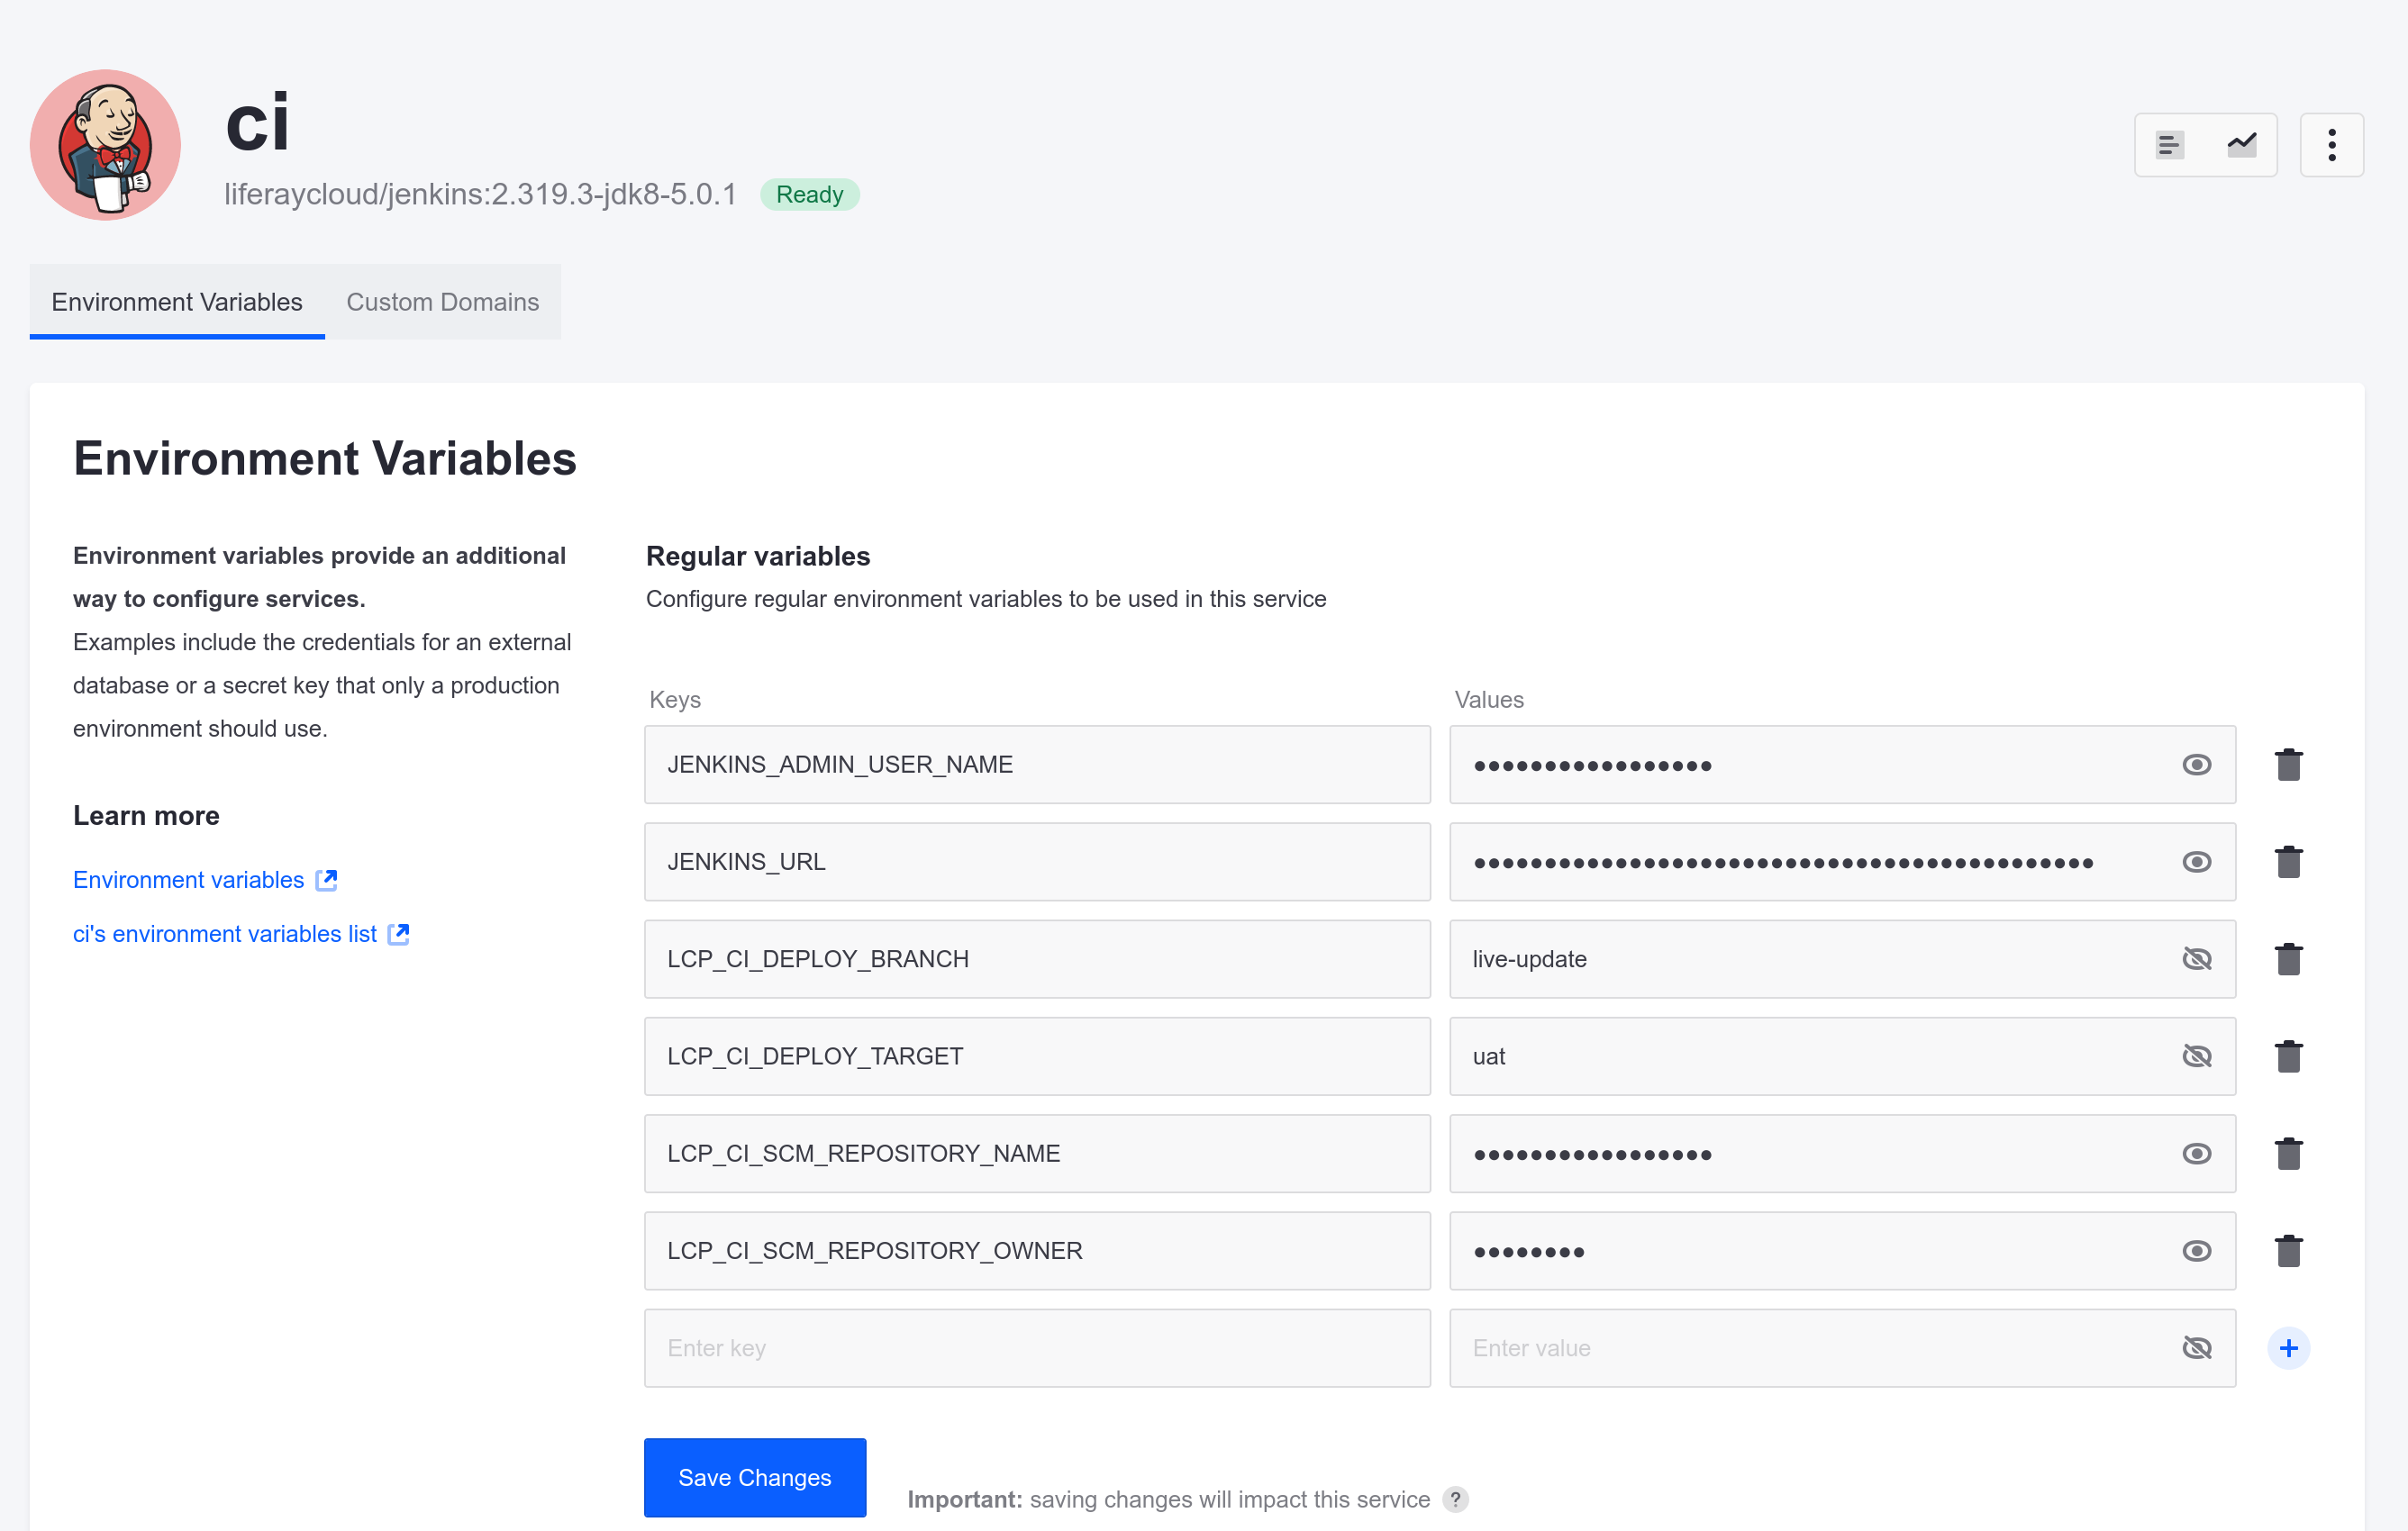 ci
liferaycloud/jenkins:2.319.3-jdk8-5.0.1 Ready
Environment Variables Custom Domains
Environment Variables
Environment variables provide an additional
way to configure services.
Examples include the credentials for an external
database or a secret key that only a production
environment should use.
Learn more
Environment variables
ci's environment variables list
Regular variables
Configure regular environment variables to be used in this service
Keys Values
JENKINS_ADMIN_USER_NAME •••••••••••••••••
JENKINS_URL ••••••••••••••••••••••••••••••••••••••••••••
LCP_CI_DEPLOY_BRANCH live-update
LCP_CI_DEPLOY_TARGET uat
LCP_CI_SCM_REPOSITORY_NAME •••••••••••••••••
LCP_CI_SCM_REPOSITORY_OWNER ••••••••
Enter key Enter value
Save Changes Important: saving changes will impact this service ?